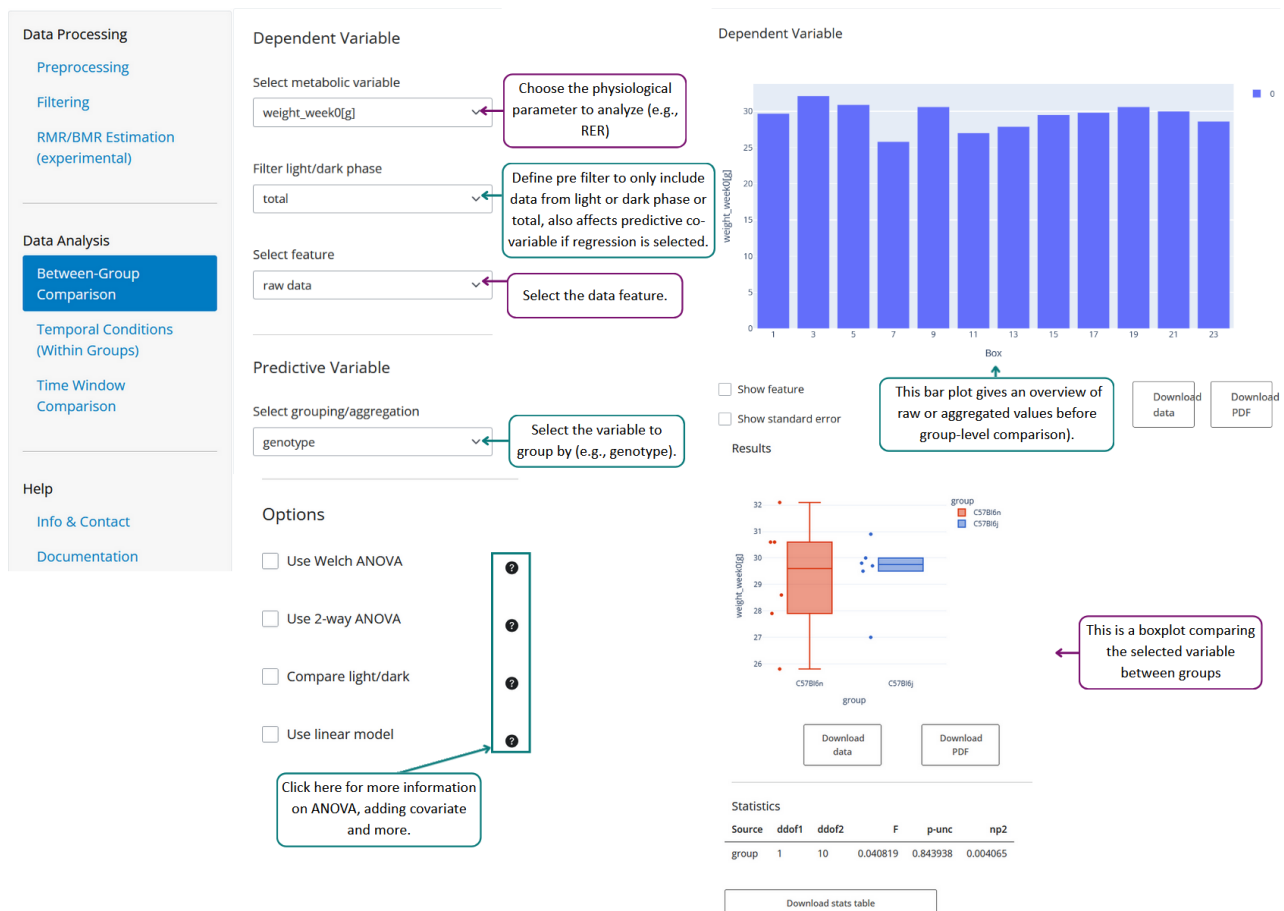 Data Processing
Preprocessing
Filtering
RMR/BMR Estimation
(experimental)
Data Analysis
Between-Group
Comparison
Temporal Conditions
(Within Groups)
Time Window
Comparison
Help
Info & Contact
Documentation
Dependent Variable
Select metabolic variable
weight_week0[g]
Choose the physiological
parameter to analyze (e.g.,
RER)
Filter light/dark phase
total
Define pre filter to only include
data from light or dark phase or
total, also affects predictive co-
variable if regression is selected.
Select feature
raw data
Select the data feature.
Predictive Variable
Select grouping/aggregation
genotype
Select the variable to
group by (e.g., genotype).
Options
Use Welch ANOVA
?
Use 2-way ANOVA
?
Compare light/dark
?
Use linear model
?
Click here for more information
on ANOVA, adding covariate
and more.
Dependent Variable
0
30
25
20
15
10
5
0
weight_week0[g]
1 3 5 7 9 11 13 15 17 19 21 23
Box
Show feature
Show standard error
This bar plot gives an overview of
raw or aggregated values before
group-level comparison).
Download
data
Download
PDF
Results
group
C57Bl6n
C57Bl6j
32
31
30
29
28
27
26
weight_week0[g]
C57Bl6n C57Bl6j
group
This is a boxplot comparing
the selected variable
between groups
Download
data
Download
PDF
Statistics
Source ddof1 ddof2 F p-unc np2
group 1 10 0.040819 0.843938 0.004065
Download stats table